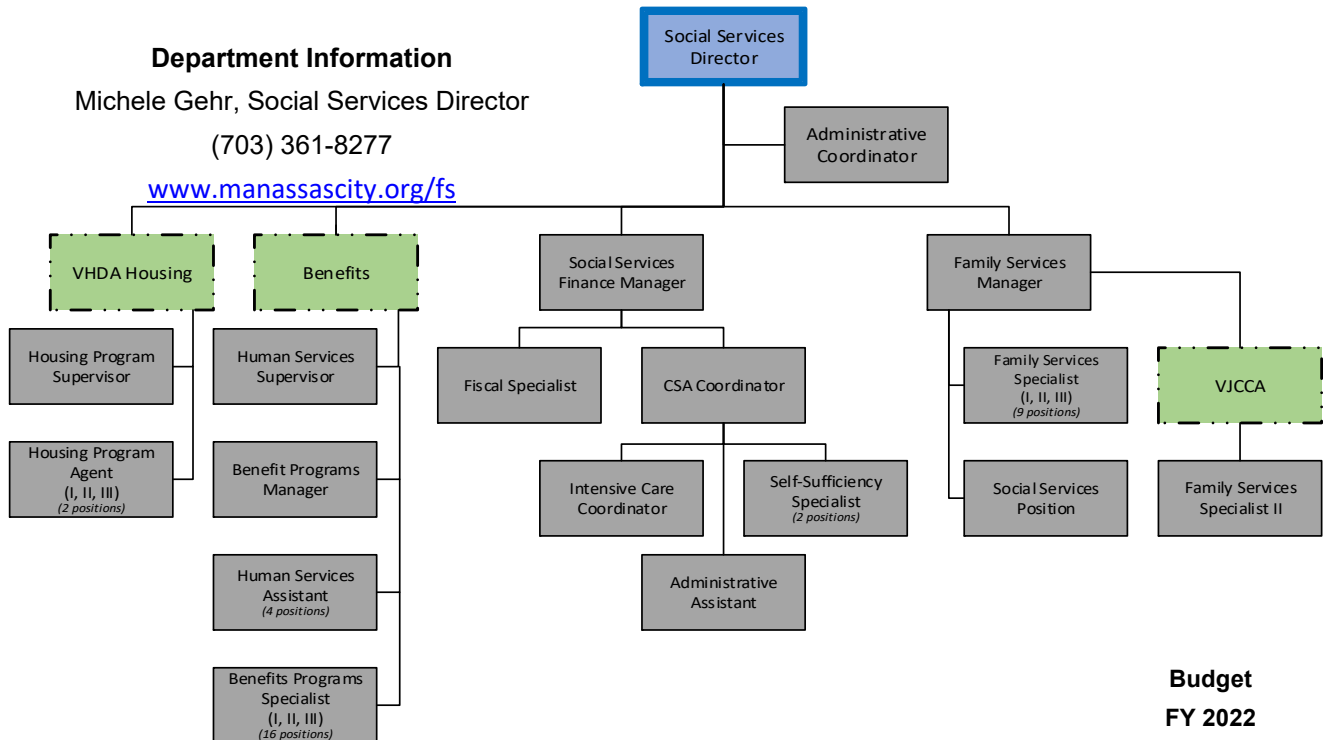 Department Information
Michele Gehr, Social Services Director
(703) 361-8277
www.manassascity.org/fs
Social Services
Director
Administrative
Coordinator
VHDA Housing
Benefits
Social Services
Finance Manager
Family Services
Manager
Housing Program
Supervisor
Human Services
Supervisor
Fiscal Specialist
CSA Coordinator
Family Services
Specialist
(I, II, III)
(9 positions)
VJCCA
Housing Program
Agent
(I, II, III)
(2 positions)
Benefit Programs
Manager
Intensive Care
Coordinator
Self-Sufficiency
Specialist
(2 positions)
Social Services
Position
Family Services
Specialist II
Human Services
Assistant
(4 positions)
Administrative
Assistant
Benefits Programs
Specialist
(I, II, III)
(16 positions)
Budget
FY 2022